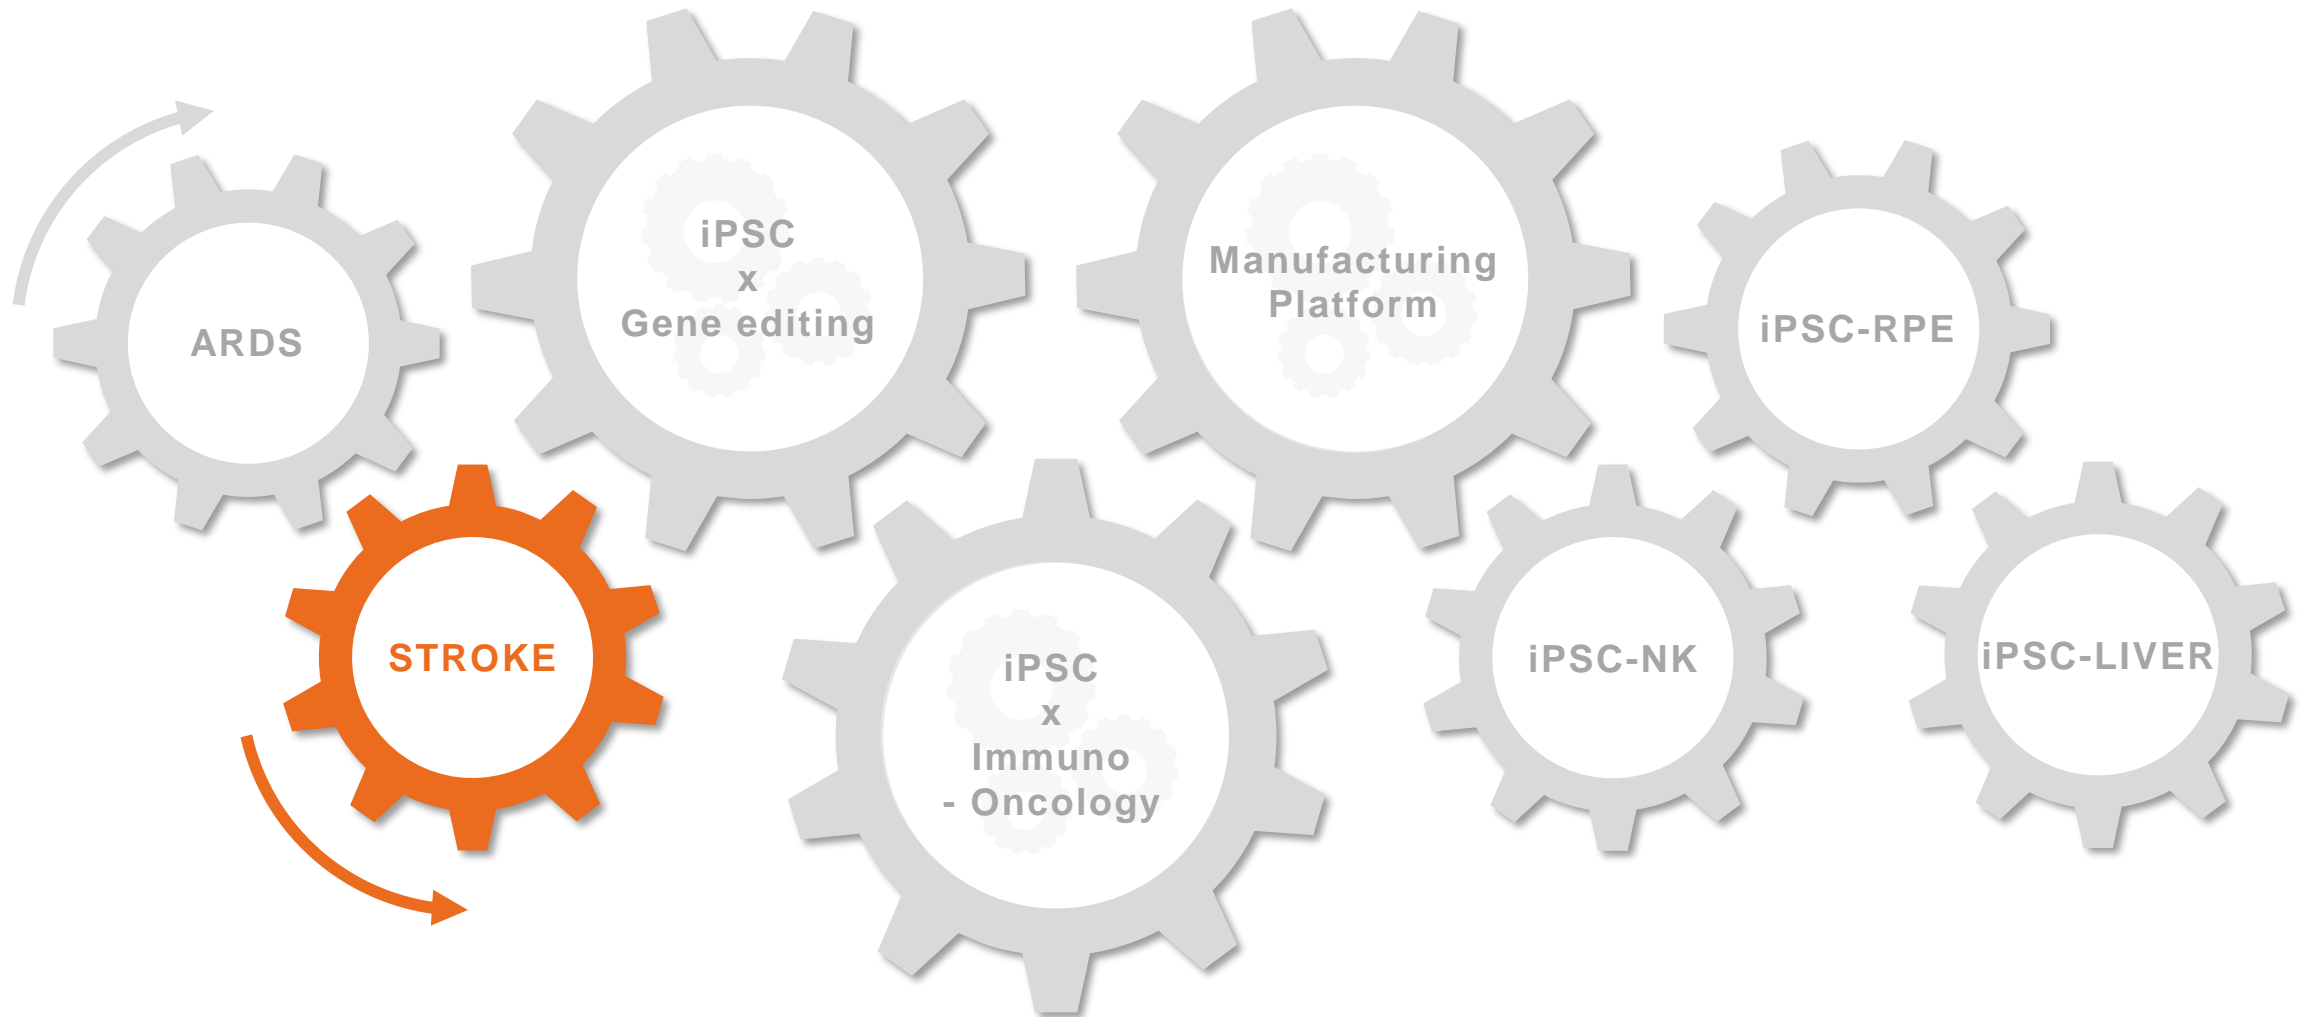 ARDS
iPSC
x
Gene editing
Manufacturing
Platform
iPSC-RPE
STROKE
iPSC
x
Immuno
- Oncology
iPSC-NK
iPSC-LIVER